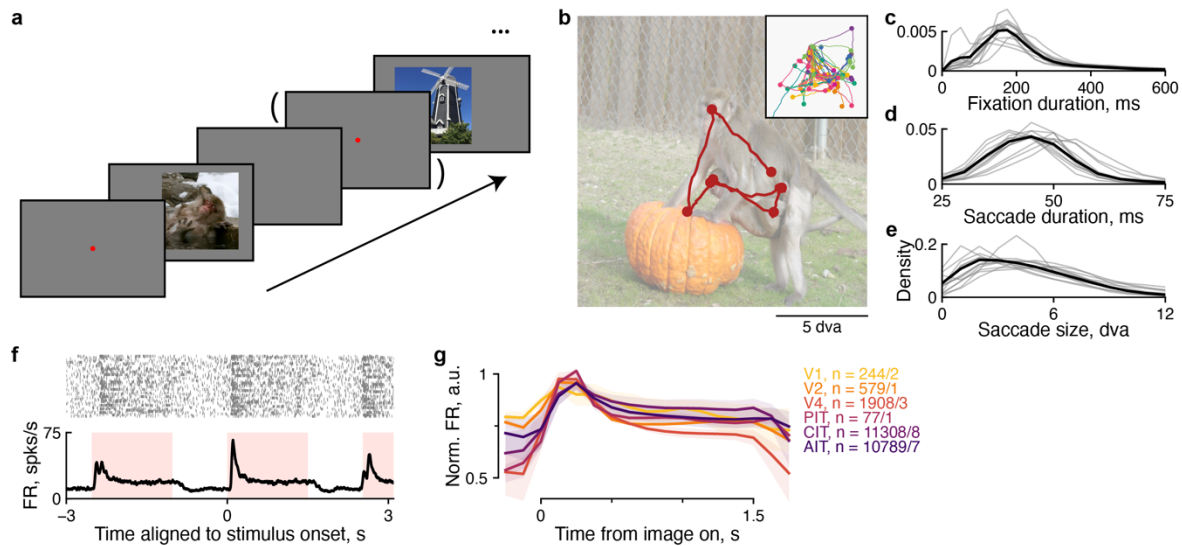 a
...
(
)
b
5 dva
c
0.005
0
0 200 400 600
Fixation duration, ms
d
0.05
0
25 50 75
Saccade duration, ms
e
0.2
0
Density
0 6 12
Saccade size, dva
f
75
0
FR, spks/s
−3 0 3
Time aligned to stimulus onset, s
g
1
0.5
Norm. FR, a.u.
0 1.5
Time from image on, s
V1, n = 244/2
V2, n = 579/1
V4, n = 1908/3
PIT, n = 77/1
CIT, n = 11308/8
AIT, n = 10789/7